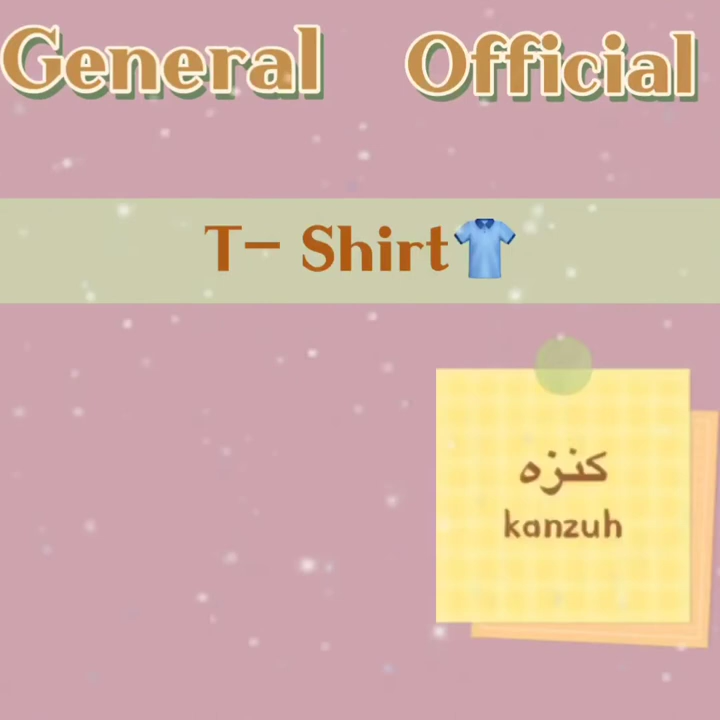 General Official
T- Shirt👕
كنزه
kanzuh